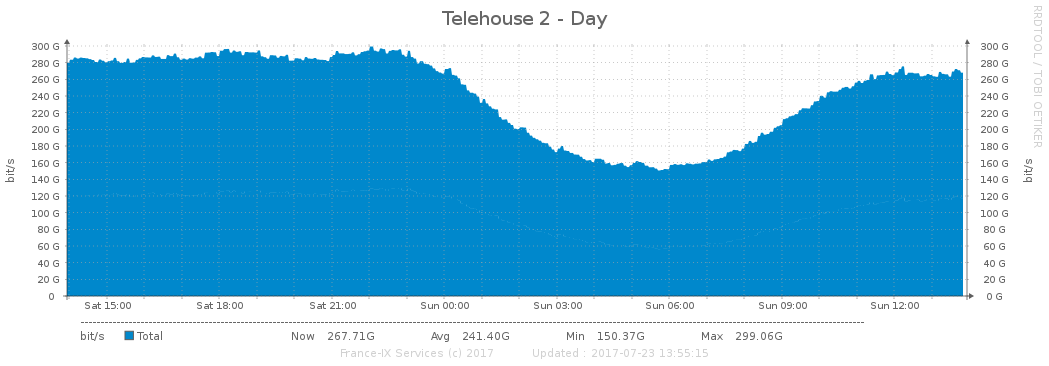 Telehouse 2 - Day
RRDTOOL / TOBI OETIKER
bit/s
bit/s
300 G 300 G
280 G 280 G
260 G 260 G
240 G 240 G
220 G 220 G
200 G 200 G
180 G 180 G
160 G 160 G
140 G 140 G
120 G 120 G
100 G 100 G
80 G 80 G
60 G 60 G
40 G 40 G
20 G 20 G
0 0 G
Sat 15:00 Sat 18:00 Sat 21:00 Sun 00:00 Sun 03:00 Sun 06:00 Sun 09:00 Sun 12:00
bit/s Total Now 267.71G Avg 241.40G Min 150.37G Max 299.06G
France-IX Services (c) 2017 Updated : 2017-07-23 13:55:15